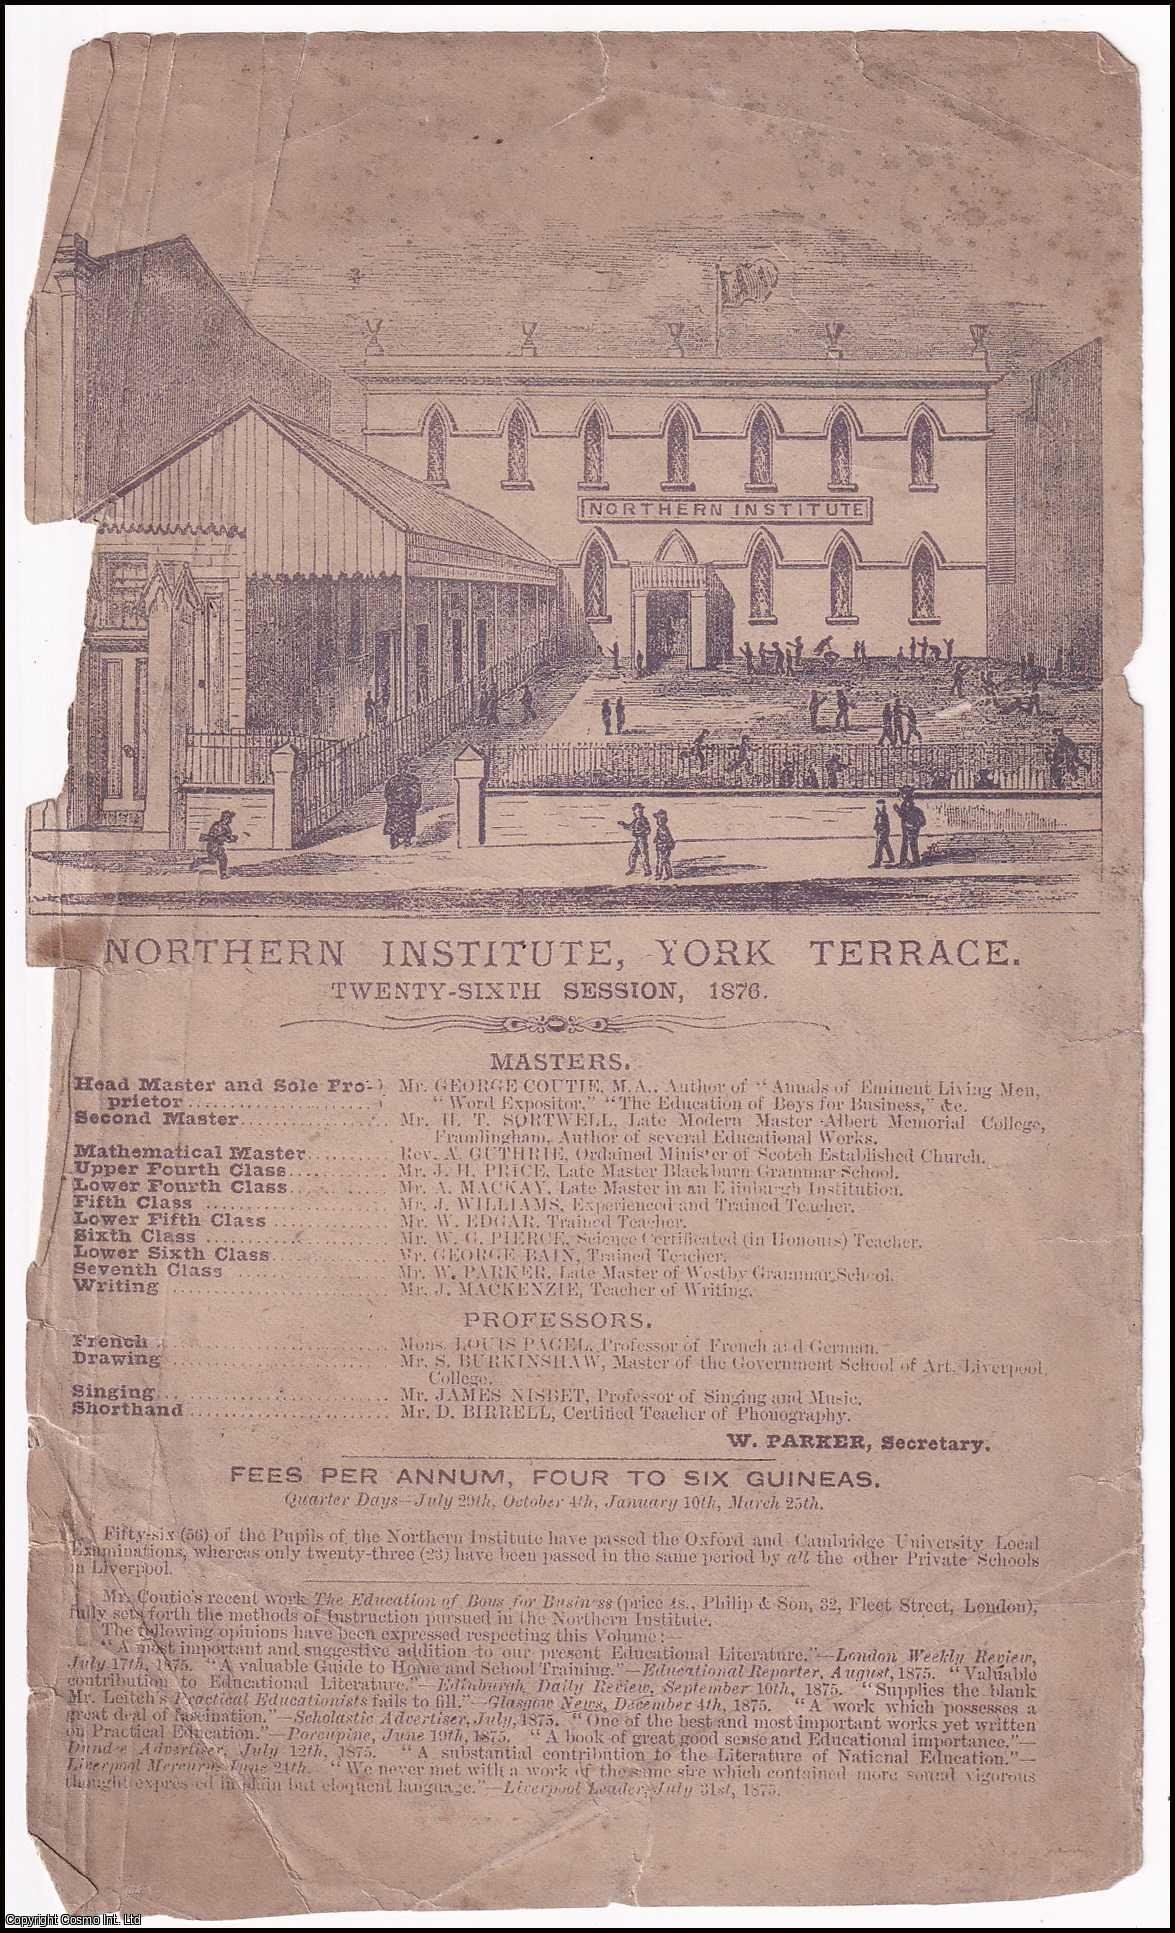 NORTHERN INSTITUTE
NORTHERN INSTITUTE, YORK TERRACE.
TWENTY-SIXTH SESSION, 1876.
MASTERS.
Head Master and Sole Pro- } Mr. GEORGE COUTIE, M.A., Author of "Annals of Eminent Living Men,
prietor.................... "Word Expositor," "The Education of Boys for Business," &c.
Second Master.................... Mr. H. T. SORTWELL, Late Modern Master Albert Memorial College,
Framlingham, Author of several Educational Works.
Mathematical Master.......... Rev. A. GUTHRIE, Ordained Minister of Scotch Established Church.
Upper Fourth Class............ Mr. J. H. PRICE, Late Master Blackburn Grammar School.
Lower Fourth Class............ Mr. A. MACKAY, Late Master in an Edinburgh Institution.
Fifth Class .................... Mr. J. WILLIAMS, Experienced and Trained Teacher.
Lower Fifth Class ............ Mr. W. EDGAR, Trained Teacher.
Sixth Class .................... Mr. W. G. PIERCE, Science Certificated (in Honours) Teacher.
Lower Sixth Class............ Mr. GEORGE BAIN, Trained Teacher.
Seventh Class ................ Mr. W. PARKER, Late Master of Westby Grammar School.
Writing ........................ Mr. J. MACKENZIE, Teacher of Writing.
PROFESSORS.
French ........................ Mons. LOUIS PAGEL, Professor of French and German.
Drawing........................ Mr. S. BURKINSHAW, Master of the Government School of Art, Liverpool
College.
Singing........................ Mr. JAMES NISBET, Professor of Singing and Music.
Shorthand.................... Mr. D. BIRRELL, Certified Teacher of Phonography.
W. PARKER, Secretary.
FEES PER ANNUM, FOUR TO SIX GUINEAS.
Quarter Days—July 29th, October 4th, January 10th, March 25th.
Fifty-six (56) of the Pupils of the Northern Institute have passed the Oxford and Cambridge University Local
Examinations, whereas only twenty-three (23) have been passed in the same period by all the other Private Schools
in Liverpool.
Mr. Coutie's recent work The Education of Boys for Business (price Philip & Son, 32, Fleet Street, London),
fully sets forth the methods of Instruction pursued in the Northern Institute.
The following opinions have been expressed respecting this Volume:—
"A most important and suggestive addition to our present Educational Literature."—London Weekly Review,
July 17th, 1875. "A valuable Guide to Home and School Training."—Educational Reporter, August, 1875. "Valuable
contribution to Educational Literature."—Edinburgh Daily Review, September 10th, 1875. "Supplies the blank
Mr. Leitch's Practical Educationists fails to fill."—Glasgow News, December 4th, 1875. "A work which possesses a
great deal of fascination."—Scholastic Advertiser, July, 1875. "One of the best and most important works yet written
on Practical Education."—Porcupine, June 19th, 1875. "A book of great good sense and Educational importance."—
Dundee Advertiser, July 12th, 1875. "A substantial contribution to the Literature of National Education."—
Liverpool Mercury, June 24th. "We never met with a work of the same size which contained more sound vigorous
thought expressed in plain but eloquent language."—Liverpool Leader, July 31st, 1875.
Copyright Cosmo Int. Ltd